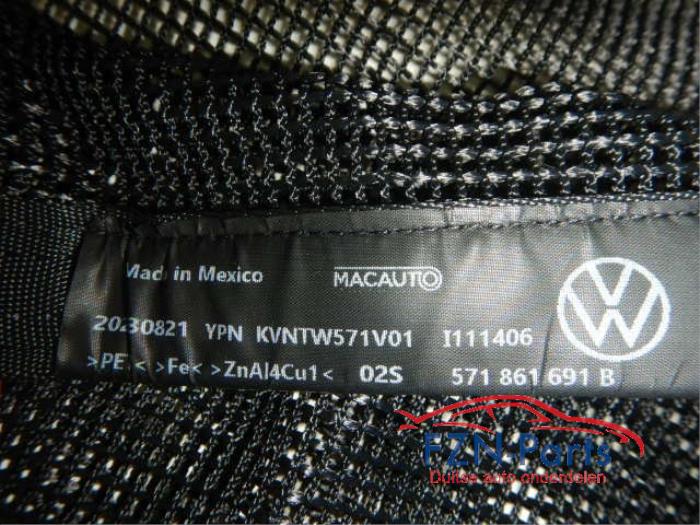 Made in Mexico MACAUTO
20230821 YPN KVNTW571V01 I111406
>PE< >Fe< >ZnAl4Cu1< 02S 571 861 691 B
FZN-Parts
Duitse auto onderdelen